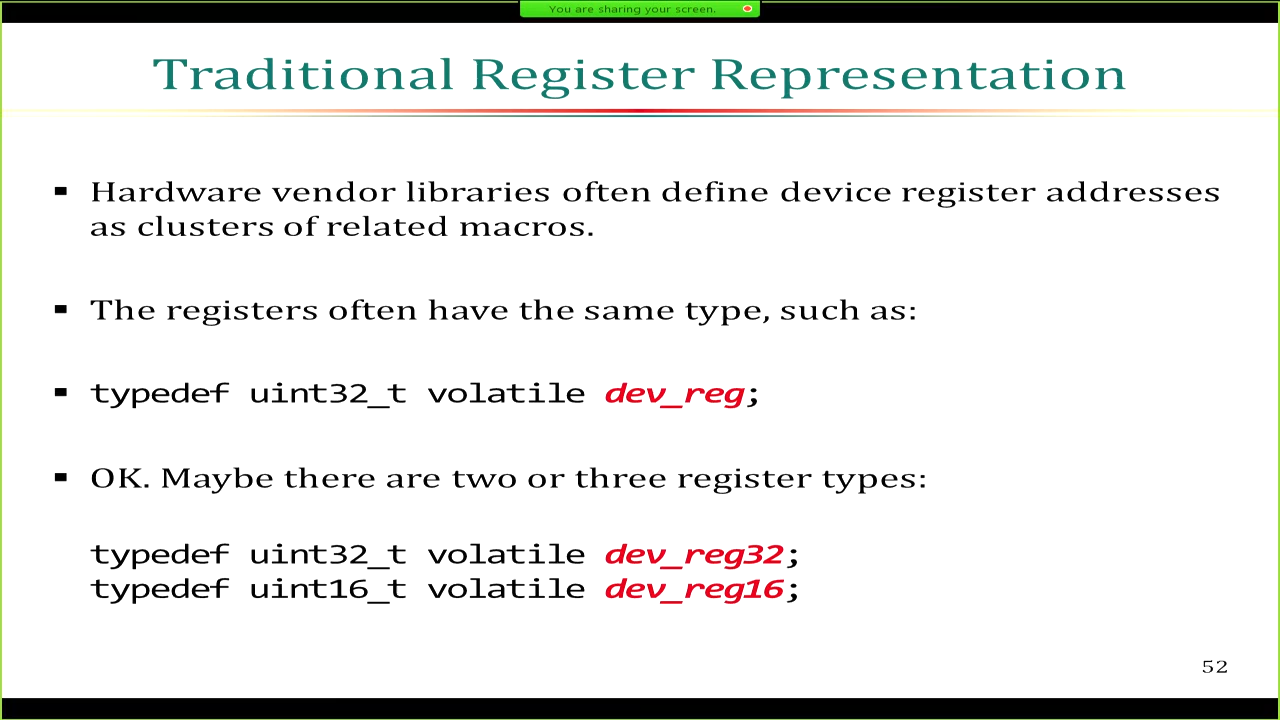 You are sharing your screen.
Traditional Register Representation
▪ Hardware vendor libraries often define device register addresses
as clusters of related macros.
▪ The registers often have the same type, such as:
▪ typedef uint32_t volatile dev_reg;
▪ OK. Maybe there are two or three register types:
typedef uint32_t volatile dev_reg32;
typedef uint16_t volatile dev_reg16;
52